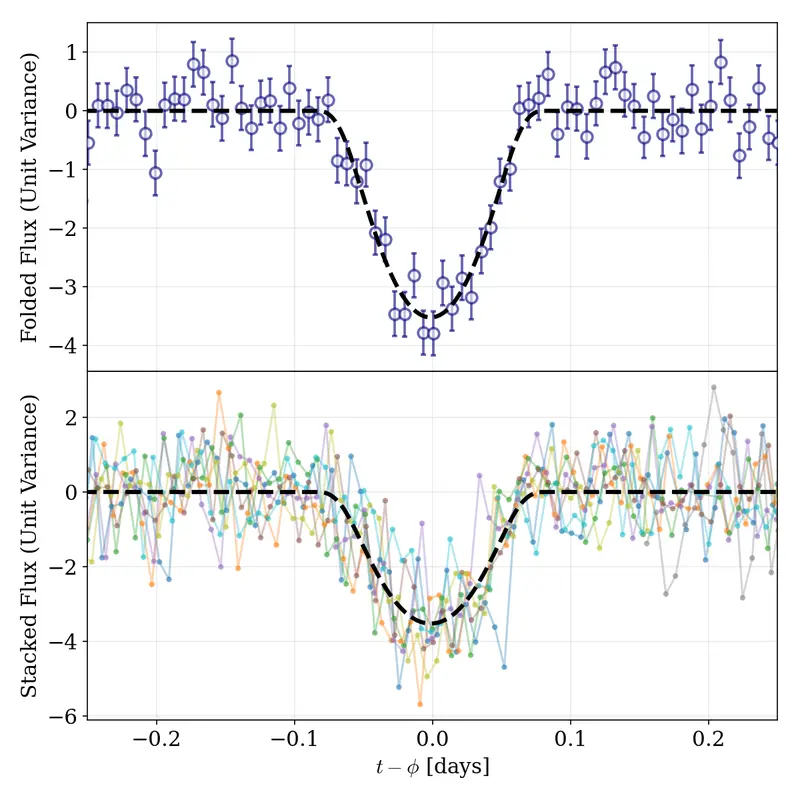 Folded Flux (Unit Variance)
1
0
−1
−2
−3
−4
Stacked Flux (Unit Variance)
2
0
−2
−4
−6
−0.2 −0.1 0.0 0.1 0.2
t − ϕ [days]